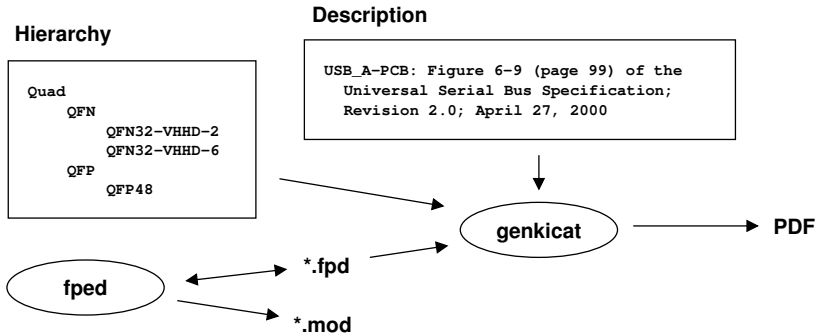 Description
Hierarchy
USB_A-PCB: Figure 6-9 (page 99) of the
Universal Serial Bus Specification;
Revision 2.0; April 27, 2000
Quad
QFN
QFN32-VHHD-2
QFN32-VHHD-6
QFP
QFP48
genkicat
PDF
*.fpd
fped
*.mod